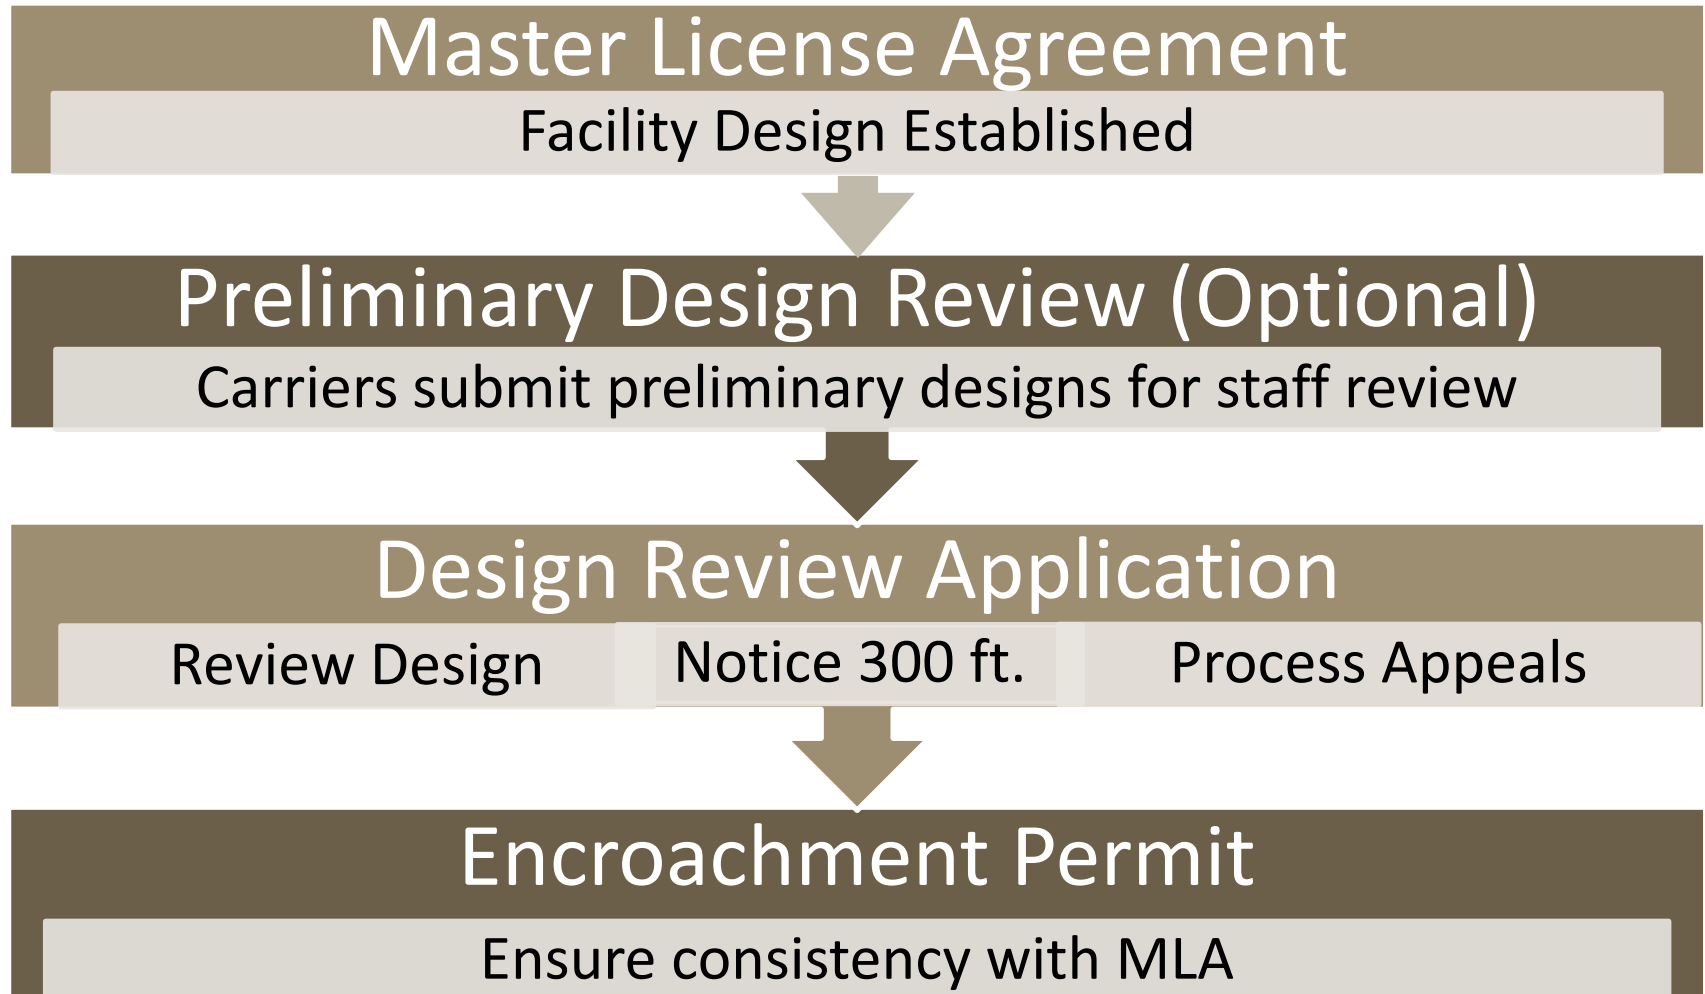 Master License Agreement
Facility Design Established
Preliminary Design Review (Optional)
Carriers submit preliminary designs for staff review
Design Review Application
Review Design
Notice 300 ft.
Process Appeals
Encroachment Permit
Ensure consistency with MLA